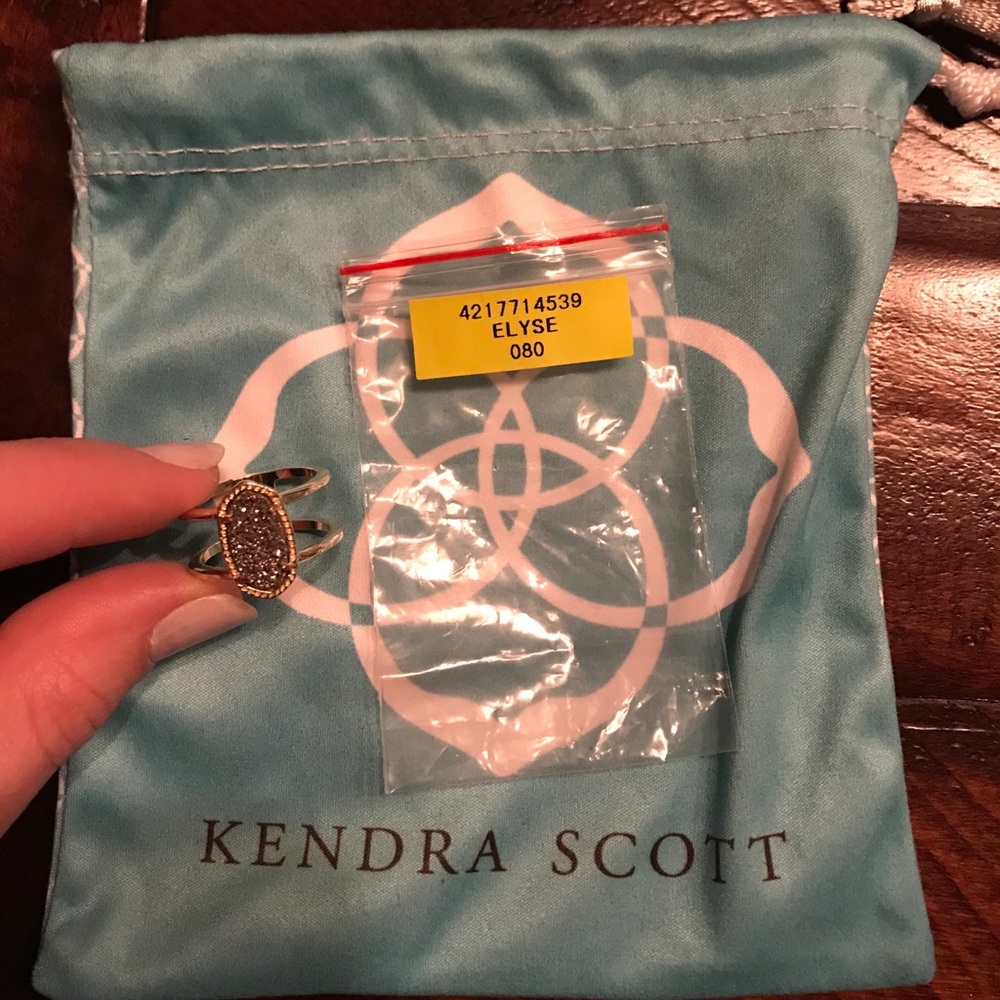 4217714539
ELYSE
080
KENDRA SCOTT